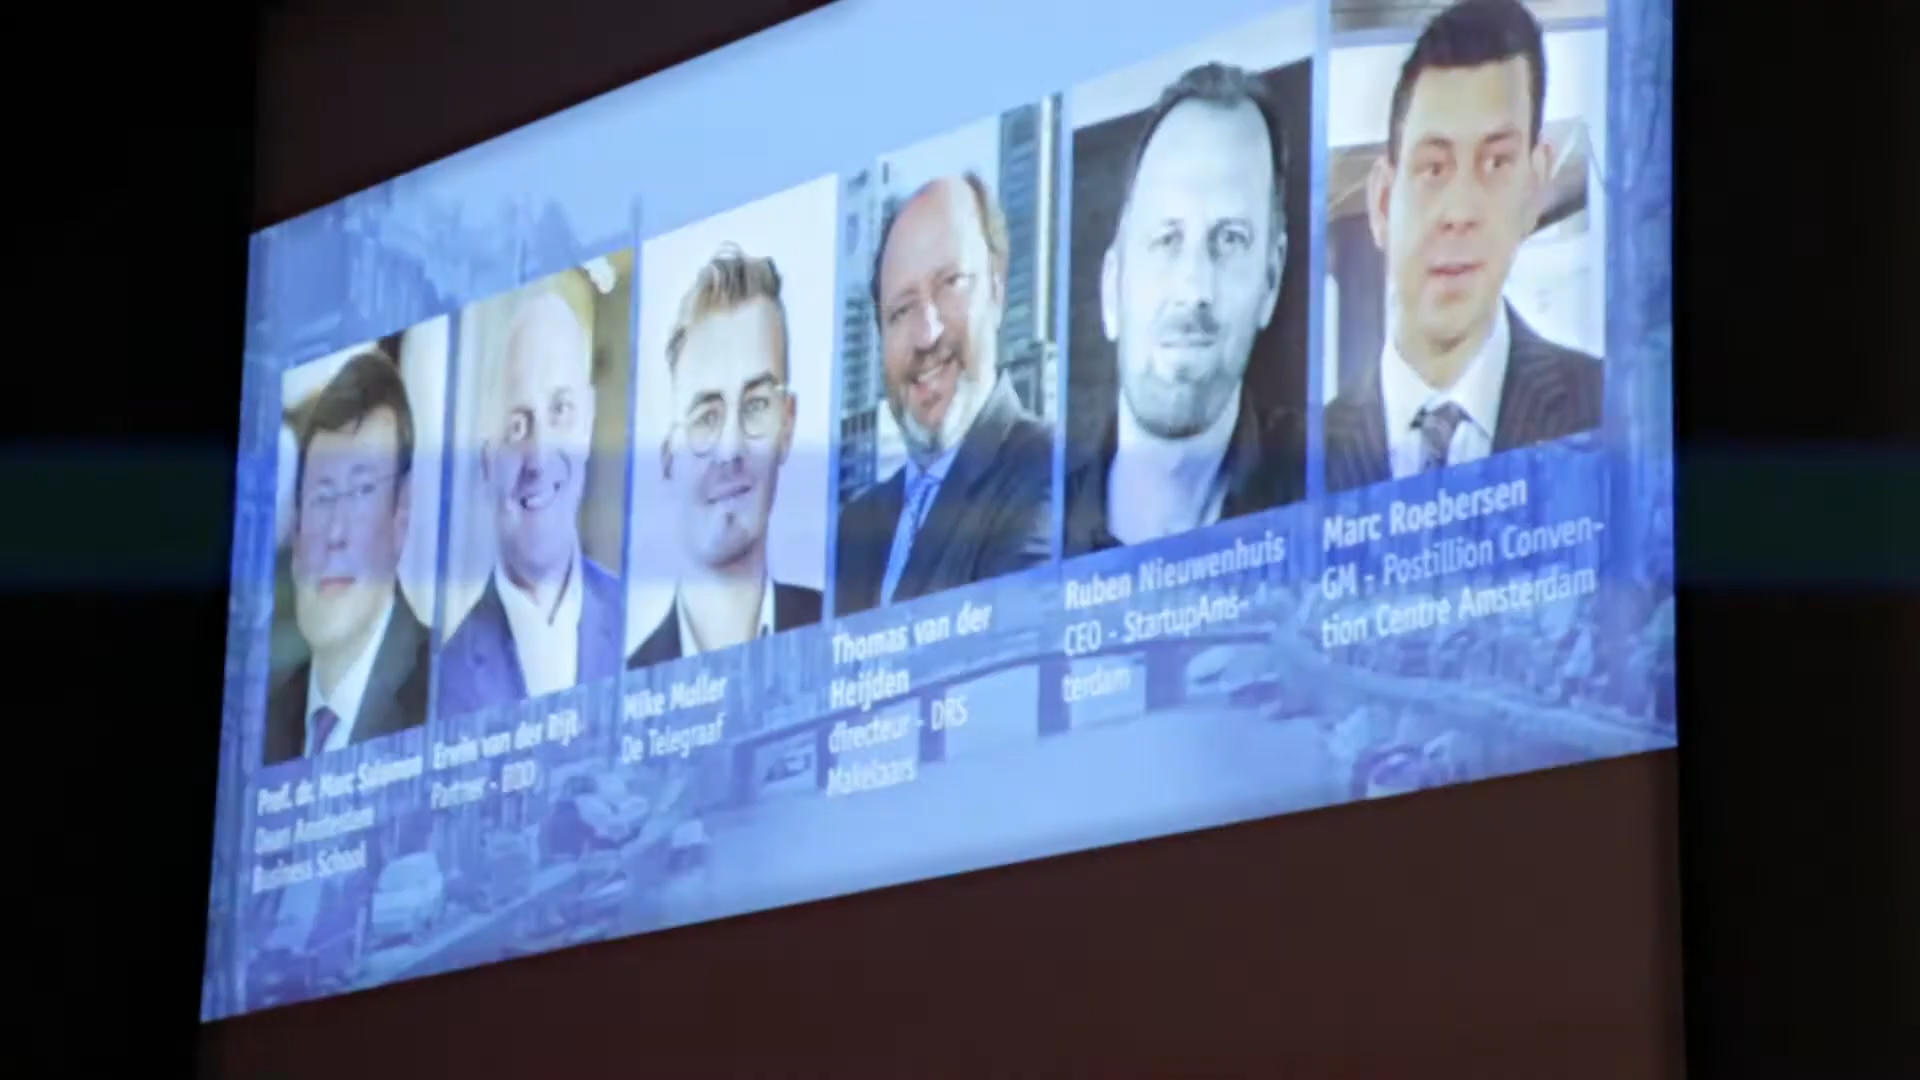 Prof. dr. Marc Salomon
Dean Amsterdam
Business School
Erwin van der Rijt
Partner - BDO
Mike Muller
De Telegraaf
Thomas van der
Heijden
directeur - DRS
Makelaars
Ruben Nieuwenhuis
CEO - StartupAms-
terdam
Marc Roebersen
GM - Postillion Conven-
tion Centre Amsterdam